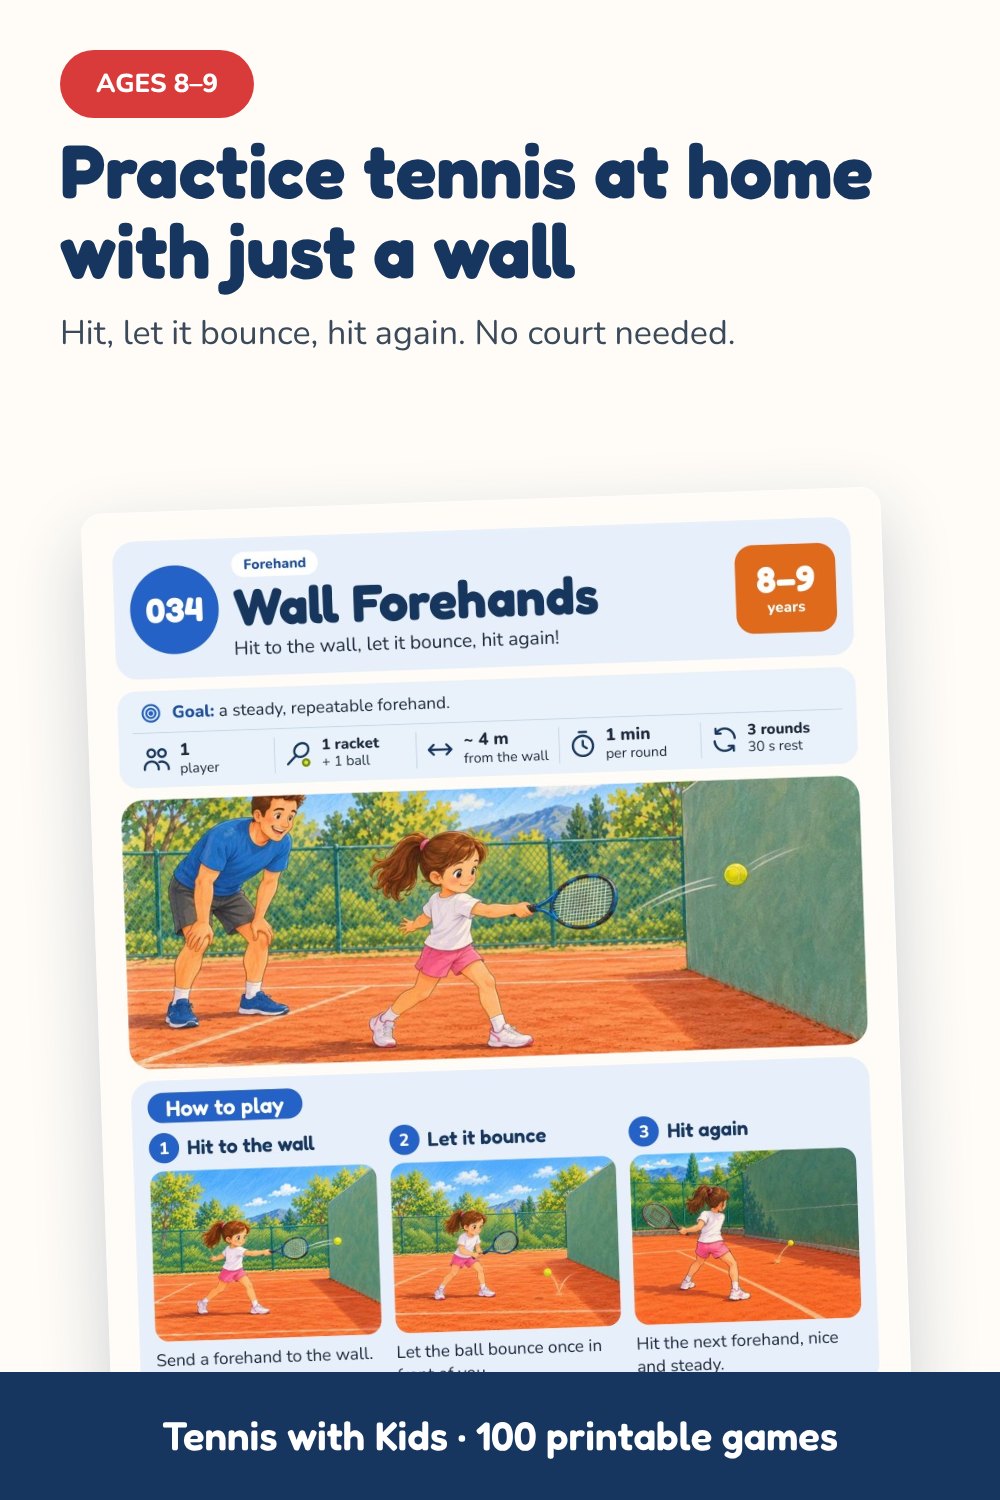 AGES 8–9
Practice tennis at home
with just a wall
Hit, let it bounce, hit again. No court needed.
034
Forehand
Wall Forehands
Hit to the wall, let it bounce, hit again!
8–9
years
Goal: a steady, repeatable forehand.
1
player
1 racket
+ 1 ball
~ 4 m
from the wall
1 min
per round
3 rounds
30 s rest
How to play
1 Hit to the wall
2 Let it bounce
3 Hit again
Send a forehand to the wall.
Let the ball bounce once in
front of you.
Hit the next forehand, nice
and steady.
Tennis with Kids · 100 printable games